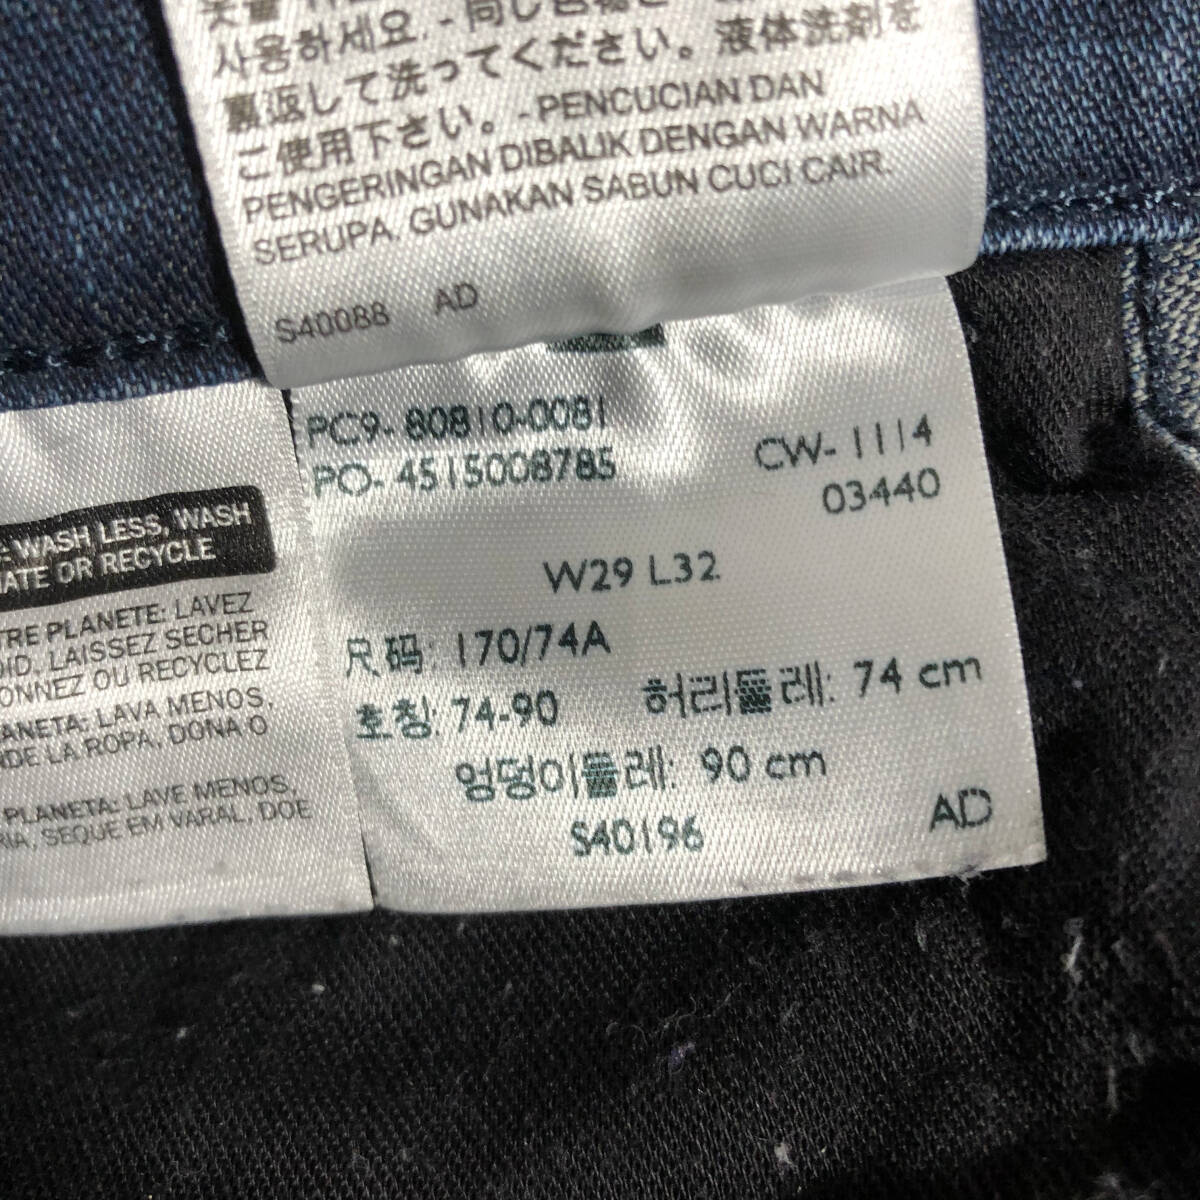 사용하세요. - 同じ色物と
裏返して洗ってください。液体洗剤を
ご使用下さい。- PENCUCIAN DAN
PENGERINGAN DIBALIK DENGAN WARNA
SERUPA. GUNAKAN SABUN CUCI CAIR.
S40088 AD
PC9- 80810-0081
PO- 4515008785
CW- 1114
03440
W29 L32
尺码: 170/74A
호칭: 74-90 허리둘레: 74 cm
엉덩이둘레: 90 cm
S40196
AD
: WASH LESS, WASH
OR RECYCLE
PLANETE: LAVEZ
LAISSEZ SECHER
OU RECYCLEZ
LAVA MENOS,
DE LA ROPA, DONA O
PLANETA: LAVE MENOS,
SEQUE EM VARAL, DOE